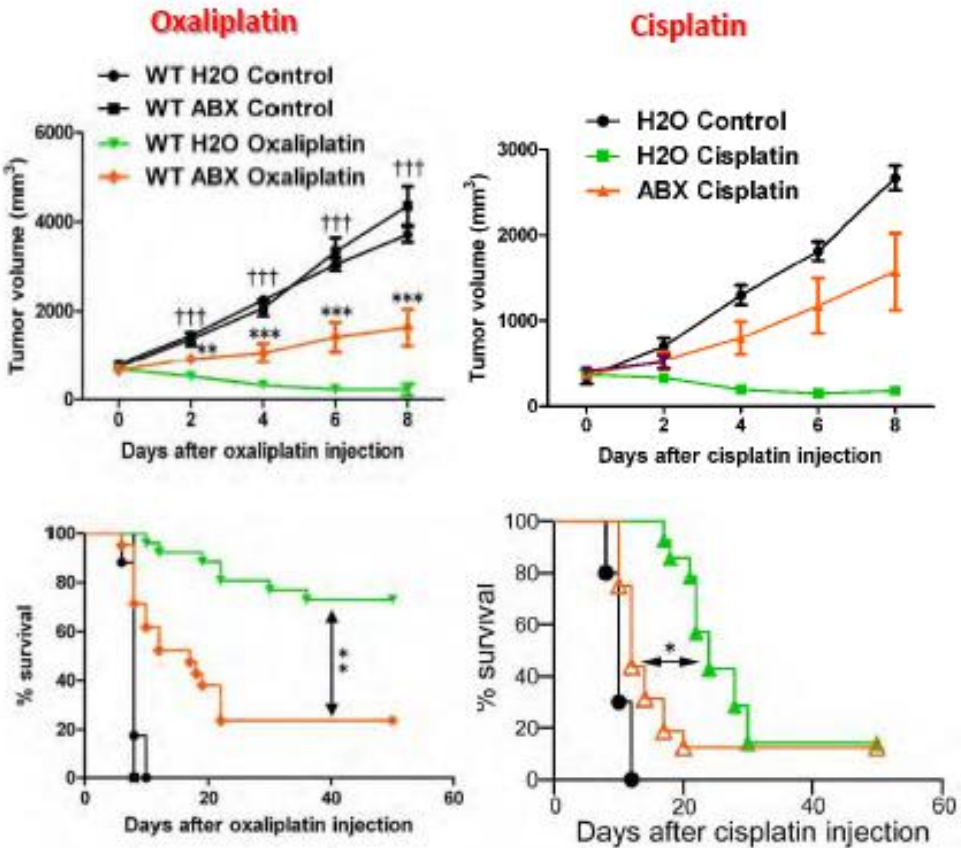 Oxaliplatin
WT H2O Control
WT ABX Control
WT H2O Oxaliplatin
WT ABX Oxaliplatin
6000
4000
2000
0
Tumor volume (mm³)
†††
†††
†††
†††
**
***
***
***
0 2 4 6 8
Days after oxaliplatin injection
Cisplatin
H2O Control
H2O Cisplatin
ABX Cisplatin
3000
2000
1000
0
Tumor volume (mm³)
0 2 4 6 8
Days after cisplatin injection
100
80
60
40
20
0
% survival
**
0 20 40 60
Days after oxaliplatin injection
100
80
60
40
20
0
% survival
*
0 20 40 60
Days after cisplatin injection